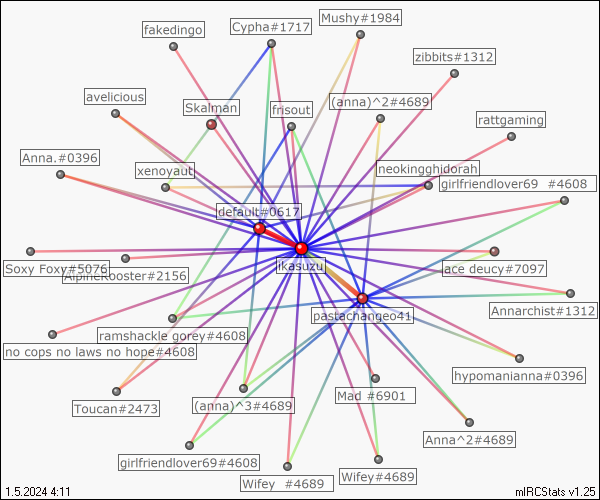 Mushy#1984
fakedingo
Cypha#1717
zibbits#1312
avelicious
(anna)^2#4689
Skalman
frisout
rattgaming
Anna.#0396
xenoyaut
neokingghidorah
girlfriendlover69 #4608
default#0617
Soxy Foxy#5076
AlpineRooster#2156
ikasuzu
ace deucy#7097
Annarchist#1312
pastachangeo41
ramshackle gorey#4608
no cops no laws no hope#4608
hypomanianna#0396
Toucan#2473
(anna)^3#4689
Mad #6901
Anna^2#4689
girlfriendlover69#4608
Wifey #4689
Wifey#4689
1.5.2024 4:11
mIRCStats v1.25